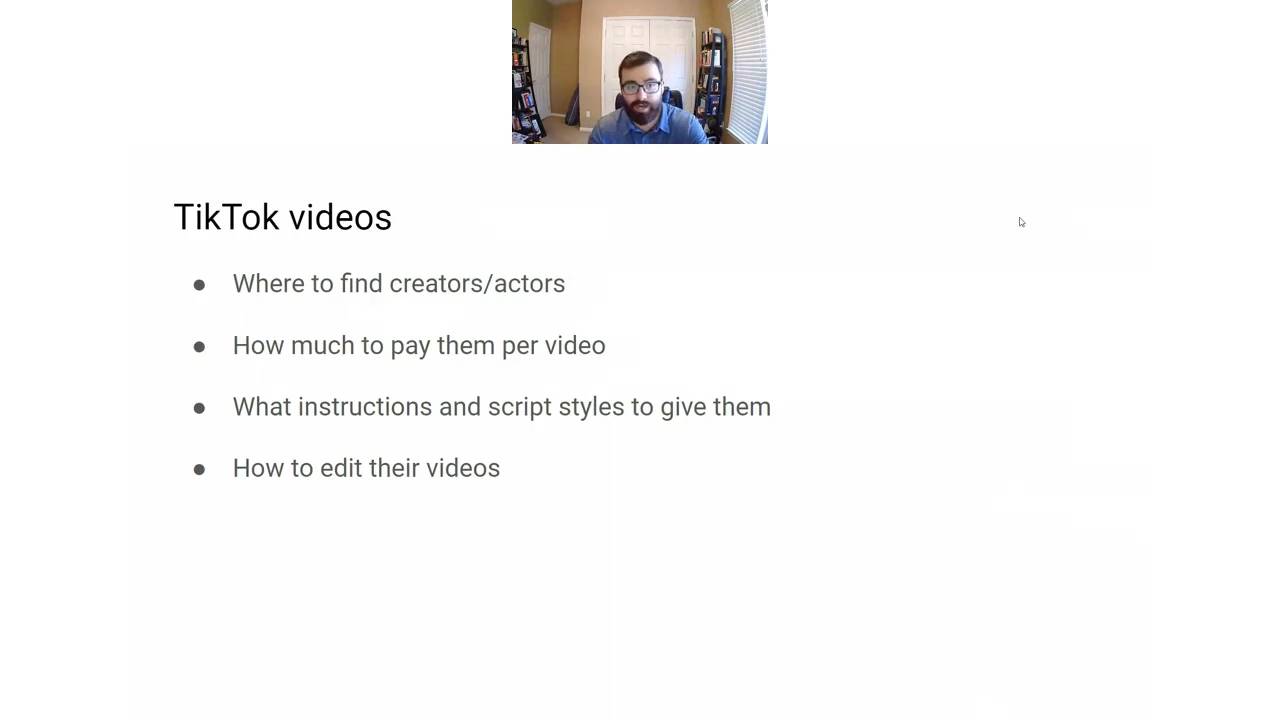 TikTok videos
● Where to find creators/actors
● How much to pay them per video
● What instructions and script styles to give them
● How to edit their videos